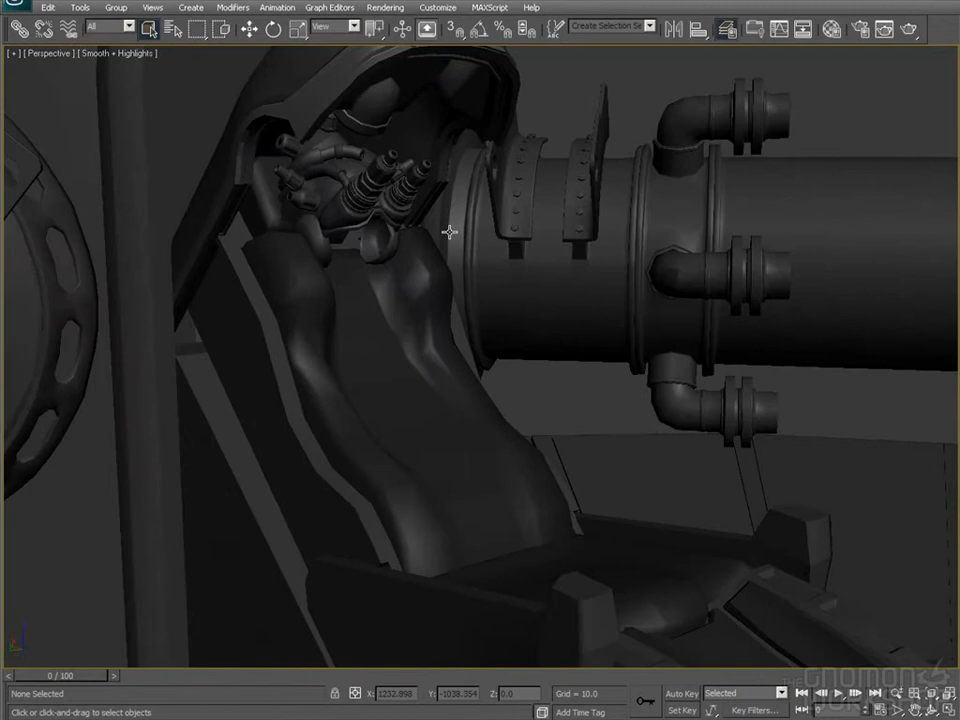 Edit Tools Group Views Create Modifiers Animation Graph Editors Rendering Customize MAXScript Help
All View Create Selection Se
[ + ] [ Perspective ] [ Smooth + Highlights ]
0 / 100
None Selected X: 1232.898 Y: -1038.354 Z: 0.0 Grid = 10.0 Auto Key Selected
Click or click-and-drag to select objects Add Time Tag Set Key Key Filters... 0
THE
GNOMON
WORKSHOP